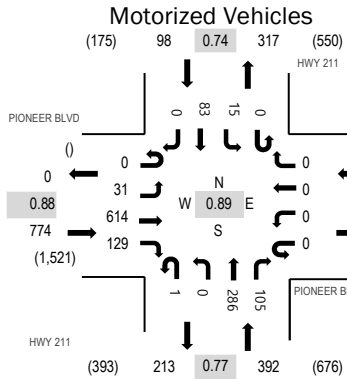 Motorized Vehicles
(175) 98 0.74 317 (550)
HWY 211
PIONEER BLVD
0 83 15 0
()
0
0.88
774
(1,521)
0
31
614
129
N
W 0.89 E
S
0
0
0
0
1 0 286 105
PIONEER B
HWY 211
(393) 213 0.77 392 (676)